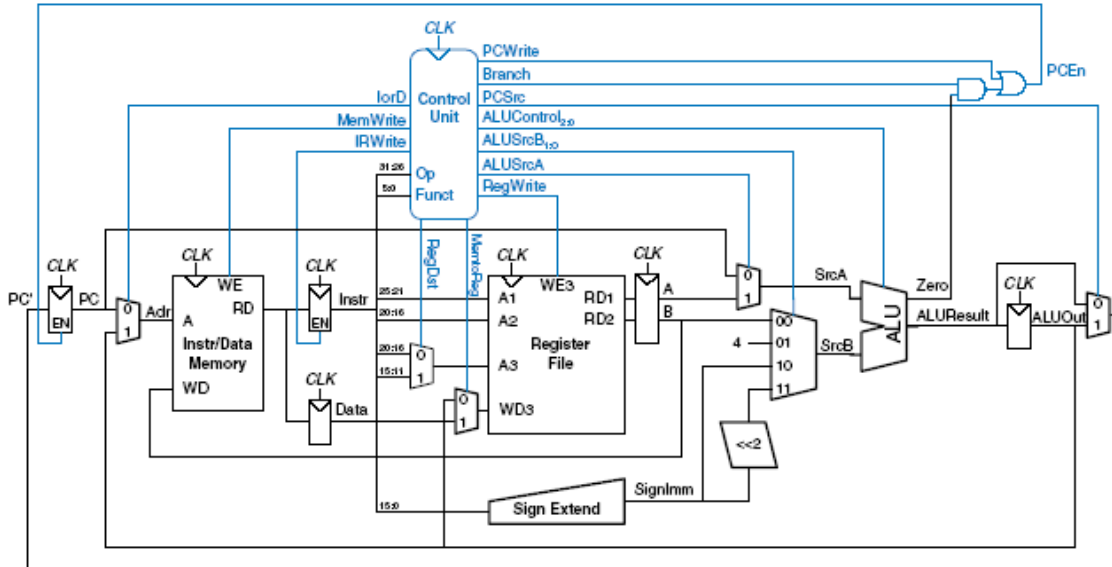 CLK
PCWrite
Branch
PCEn
IorD
Control
Unit
PCSrc
MemWrite
ALUControl2:0
IRWrite
ALUSrcB1:0
31:26
Op
ALUSrcA
5:0
Funct
RegWrite
RegDst
MemtoReg
CLK
CLK
CLK
CLK
CLK
CLK
PC'
PC
EN
0
1
Adr
WE
RD
A
Instr/Data
Memory
WD
EN
Instr
25:21
A1
WE3
RD1
A
0
1
SrcA
Zero
CLK
0
1
20:16
A2
RD2
B
00
ALU
ALUResult
ALUOut
20:16
0
A3
Register
File
4
01
SrcB
15:11
1
10
CLK
Data
0
1
WD3
11
<<2
15:0
Sign Extend
SignImm